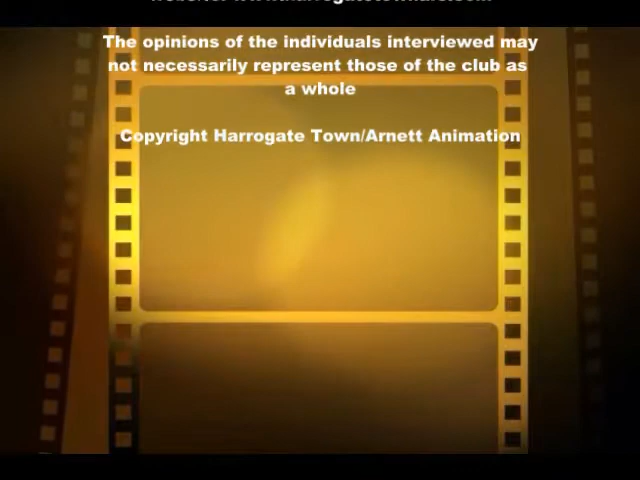 The opinions of the individuals interviewed may
not necessarily represent those of the club as
a whole
Copyright Harrogate Town/Arnett Animation